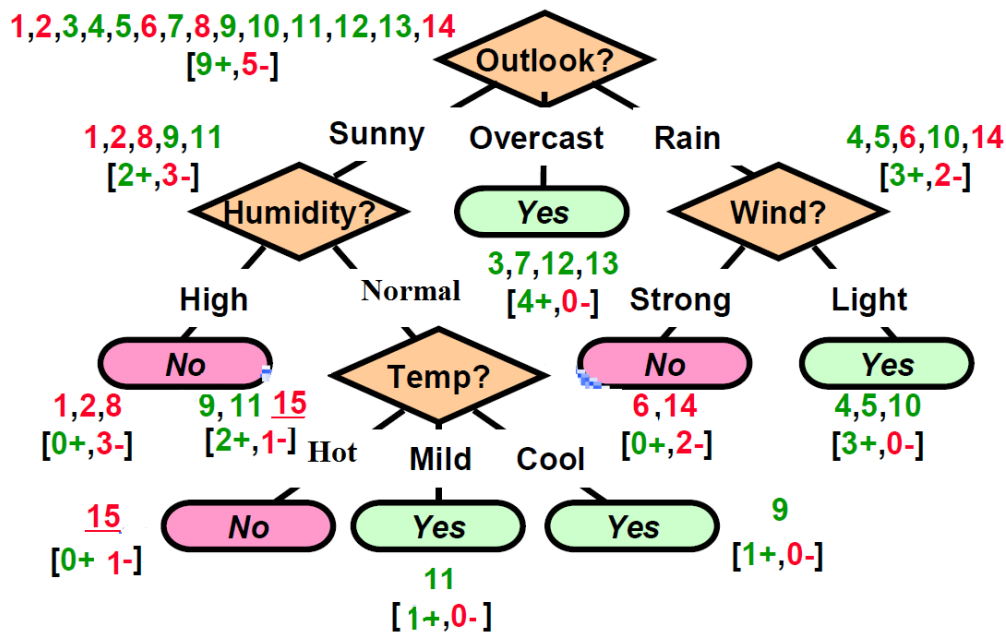 1,2,3,4,5,6,7,8,9,10,11,12,13,14
[9+,5-]
Outlook?
Sunny
Overcast
Rain
1,2,8,9,11
[2+,3-]
4,5,6,10,14
[3+,2-]
Humidity?
Yes
Wind?
3,7,12,13
[4+,0-]
High
Normal
Strong
Light
No
Temp?
No
Yes
1,2,8
[0+,3-]
9,11 15
[2+,1-]
6,14
[0+,2-]
4,5,10
[3+,0-]
Hot
Mild
Cool
15
[0+ 1-]
No
Yes
Yes
9
[1+,0-]
11
[1+,0-]